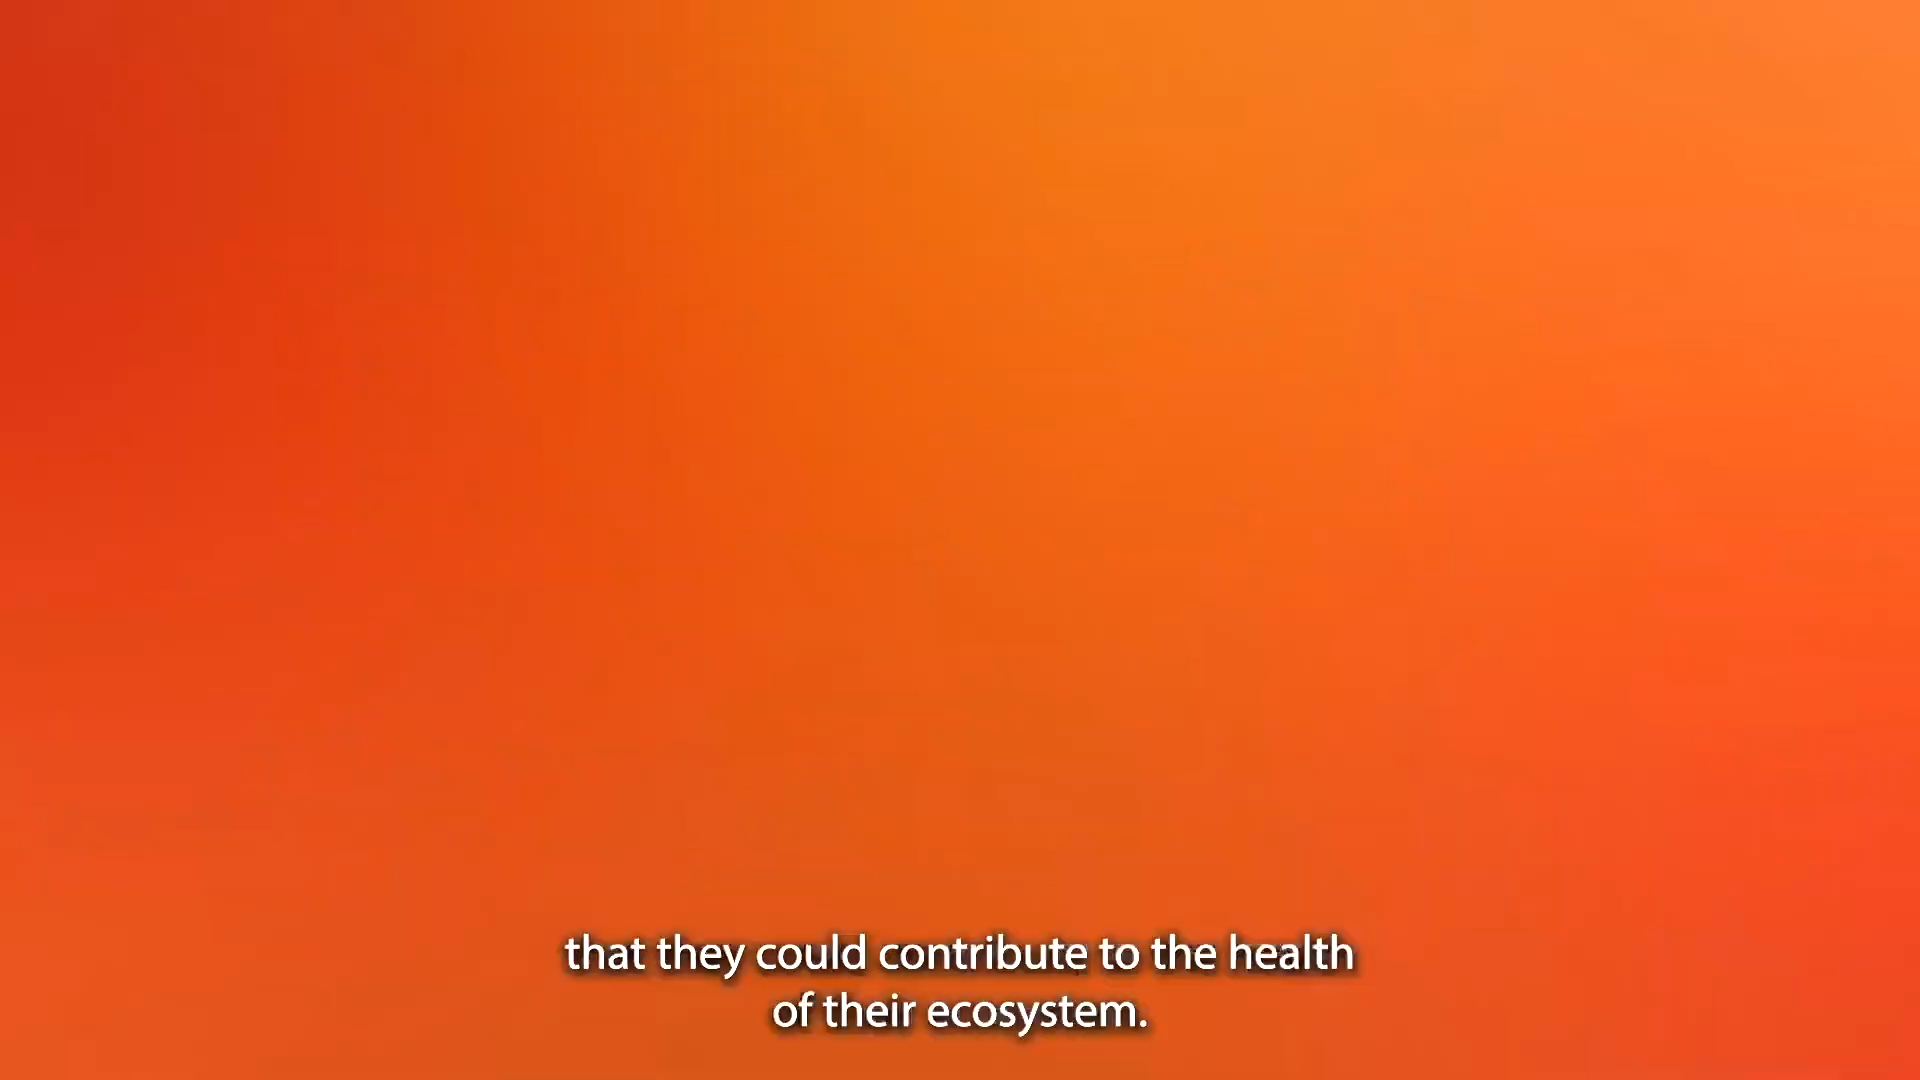 that they could contribute to the health
of their ecosystem.